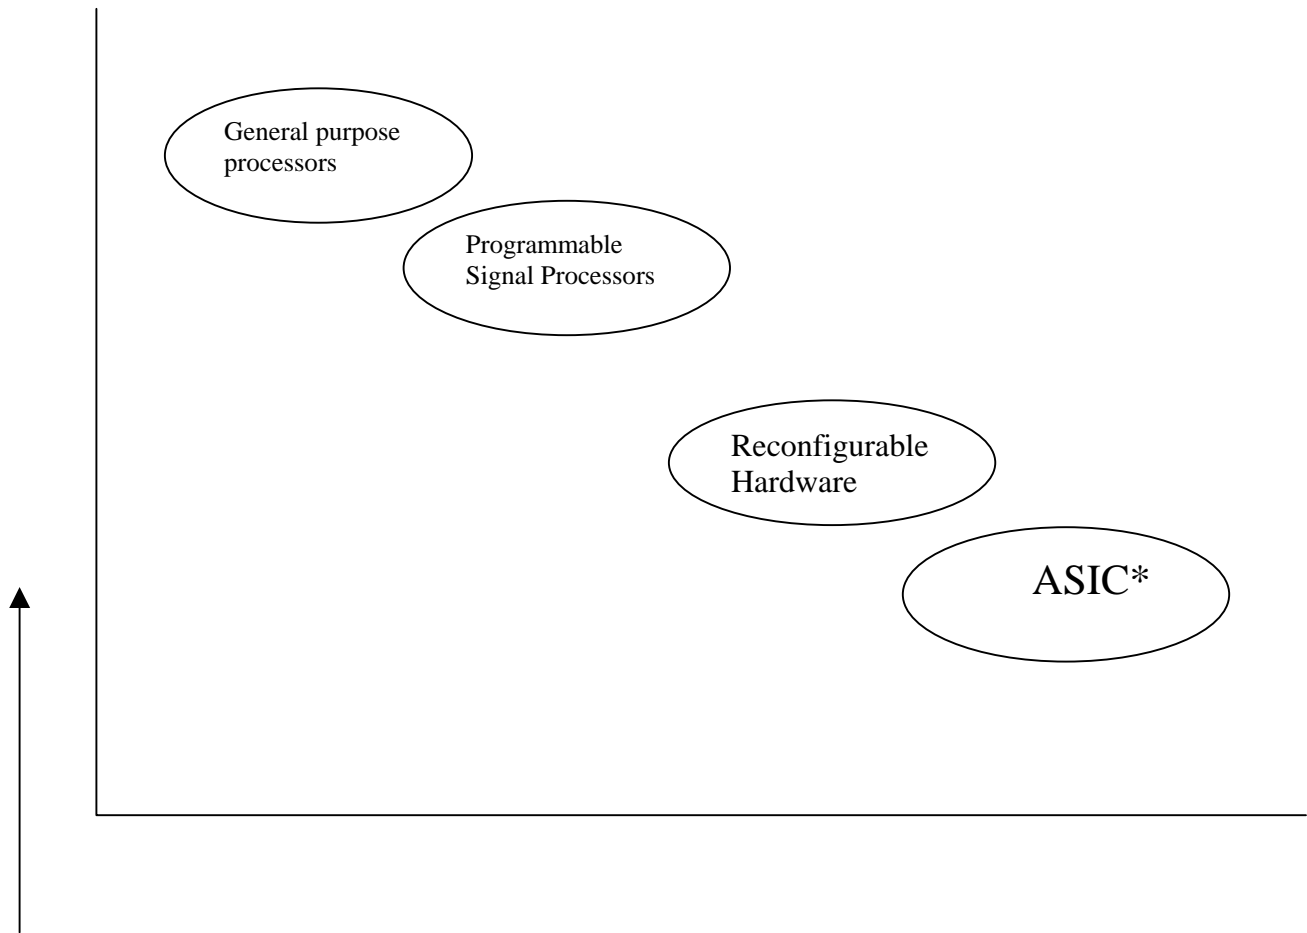 General purpose
processors
Programmable
Signal Processors
Reconfigurable
Hardware
ASIC*